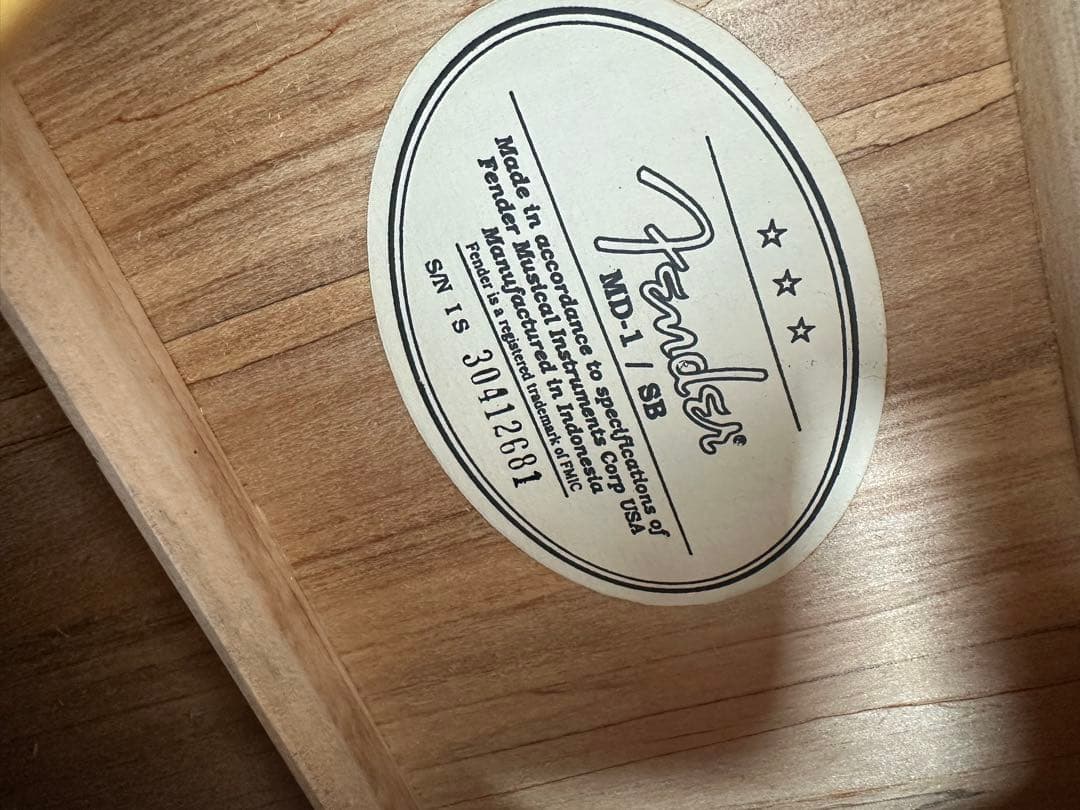 Fender®
MD-1 / SB
Made in accordance to specifications of
Fender Musical Instruments Corp USA
Manufactured in Indonesia
Fender is a registered trademark of FMIC
S/N IS 30412681